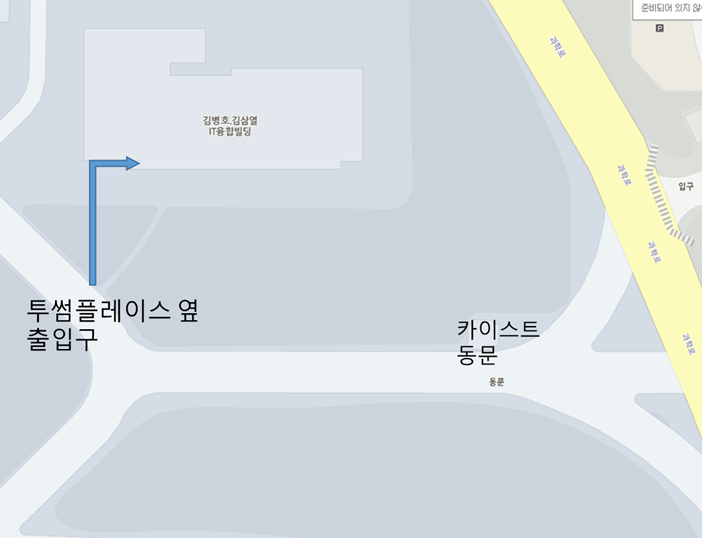 준비되어 있지 않
P
과학로
김병호.김삼열
IT융합빌딩
과학로
입구
과학로
투썸플레이스 옆
출입구
카이스트
동문
과학로
동문